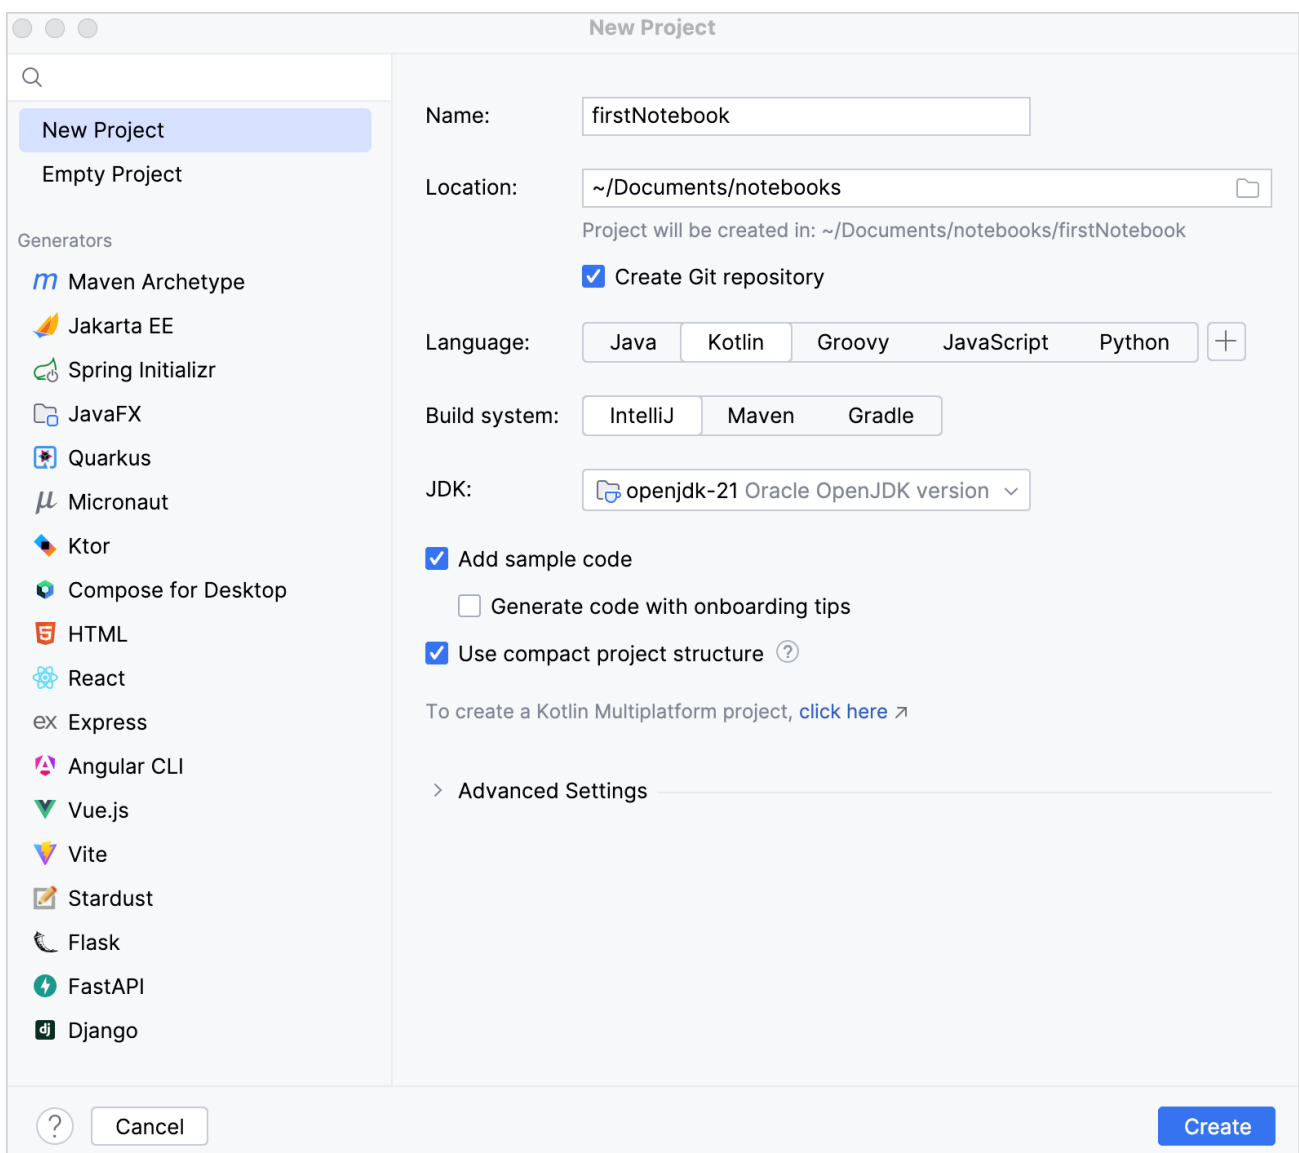 New Project
New Project
Empty Project
Generators
m Maven Archetype
Jakarta EE
Spring Initializr
JavaFX
Quarkus
μ Micronaut
Ktor
Compose for Desktop
5 HTML
React
ex Express
Angular CLI
Vue.js
Vite
Stardust
Flask
FastAPI
dj Django
Name: firstNotebook
Location: ~/Documents/notebooks
Project will be created in: ~/Documents/notebooks/firstNotebook
Create Git repository
Language: Java Kotlin Groovy JavaScript Python +
Build system: IntelliJ Maven Gradle
JDK: openjdk-21 Oracle OpenJDK version
Add sample code
Generate code with onboarding tips
Use compact project structure ?
To create a Kotlin Multiplatform project, click here ↗
Advanced Settings
? Cancel Create